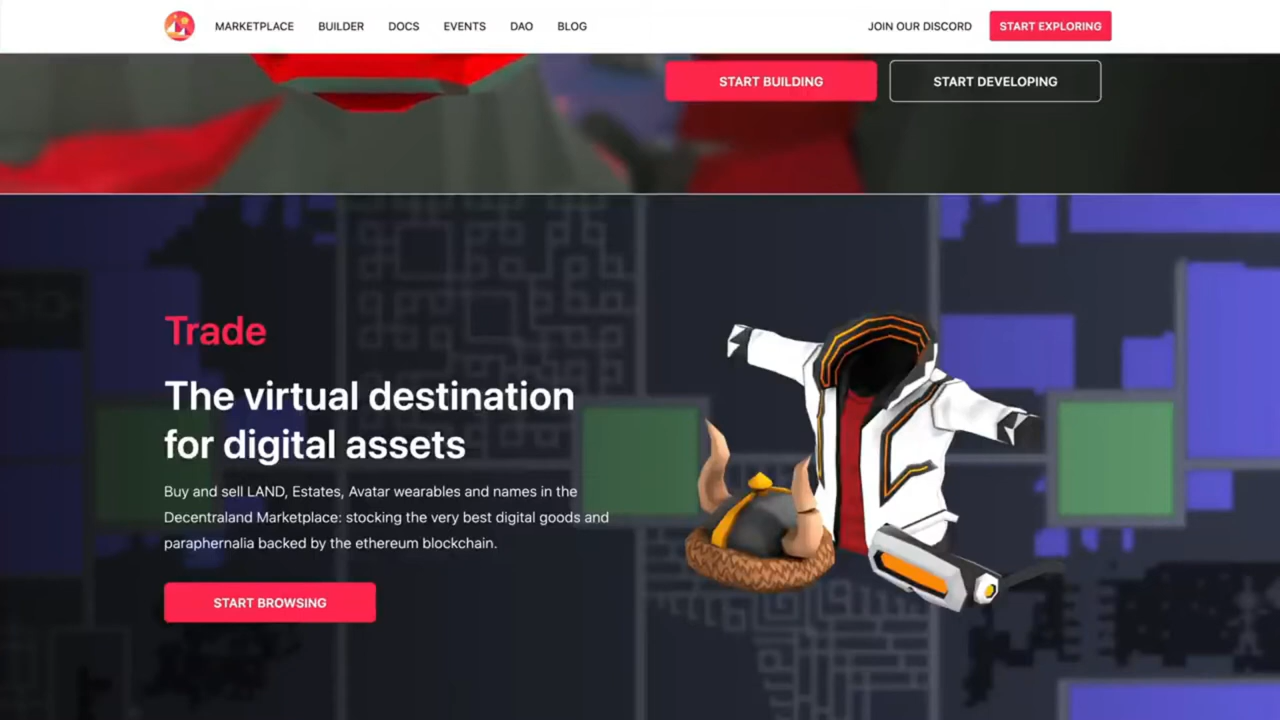 MARKETPLACE BUILDER DOCS EVENTS DAO BLOG JOIN OUR DISCORD START EXPLORING
START BUILDING START DEVELOPING
Trade
The virtual destination
for digital assets
Buy and sell LAND, Estates, Avatar wearables and names in the
Decentraland Marketplace: stocking the very best digital goods and
paraphernalia backed by the ethereum blockchain.
START BROWSING